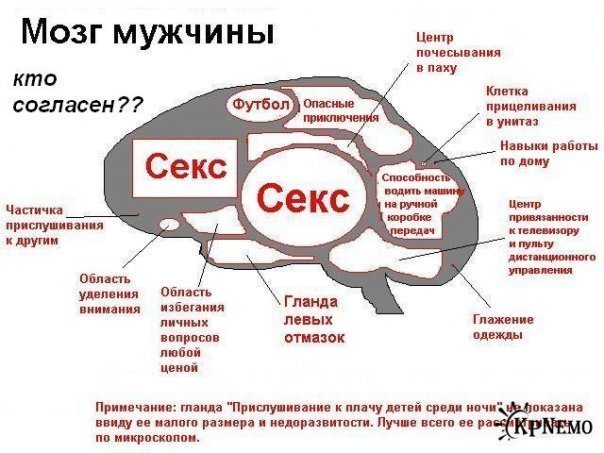 Мозг мужчины
кто
согласен??
Центр
почесывания
в паху
Футбол
Опасные
приключения
Клетка
прицеливания
в унитаз
Навыки работы
по дому
Секс
Секс
Способность
водить машину
на ручной
коробке
передач
Центр
привязанности
к телевизору
и пульту
дистанционного
управления
Частичка
прислушивания
к другим
Область
уделения
внимания
Область
избегания
личных
вопросов
любой
ценой
Гланда
левых
отмазок
Глажение
одежды
Примечание: гланда "Прислушивание к плачу детей среди ночи" не показана
ввиду ее малого размера и недоразвитости. Лучше всего ее рассматривать
по микроскопом.
KPNEMO